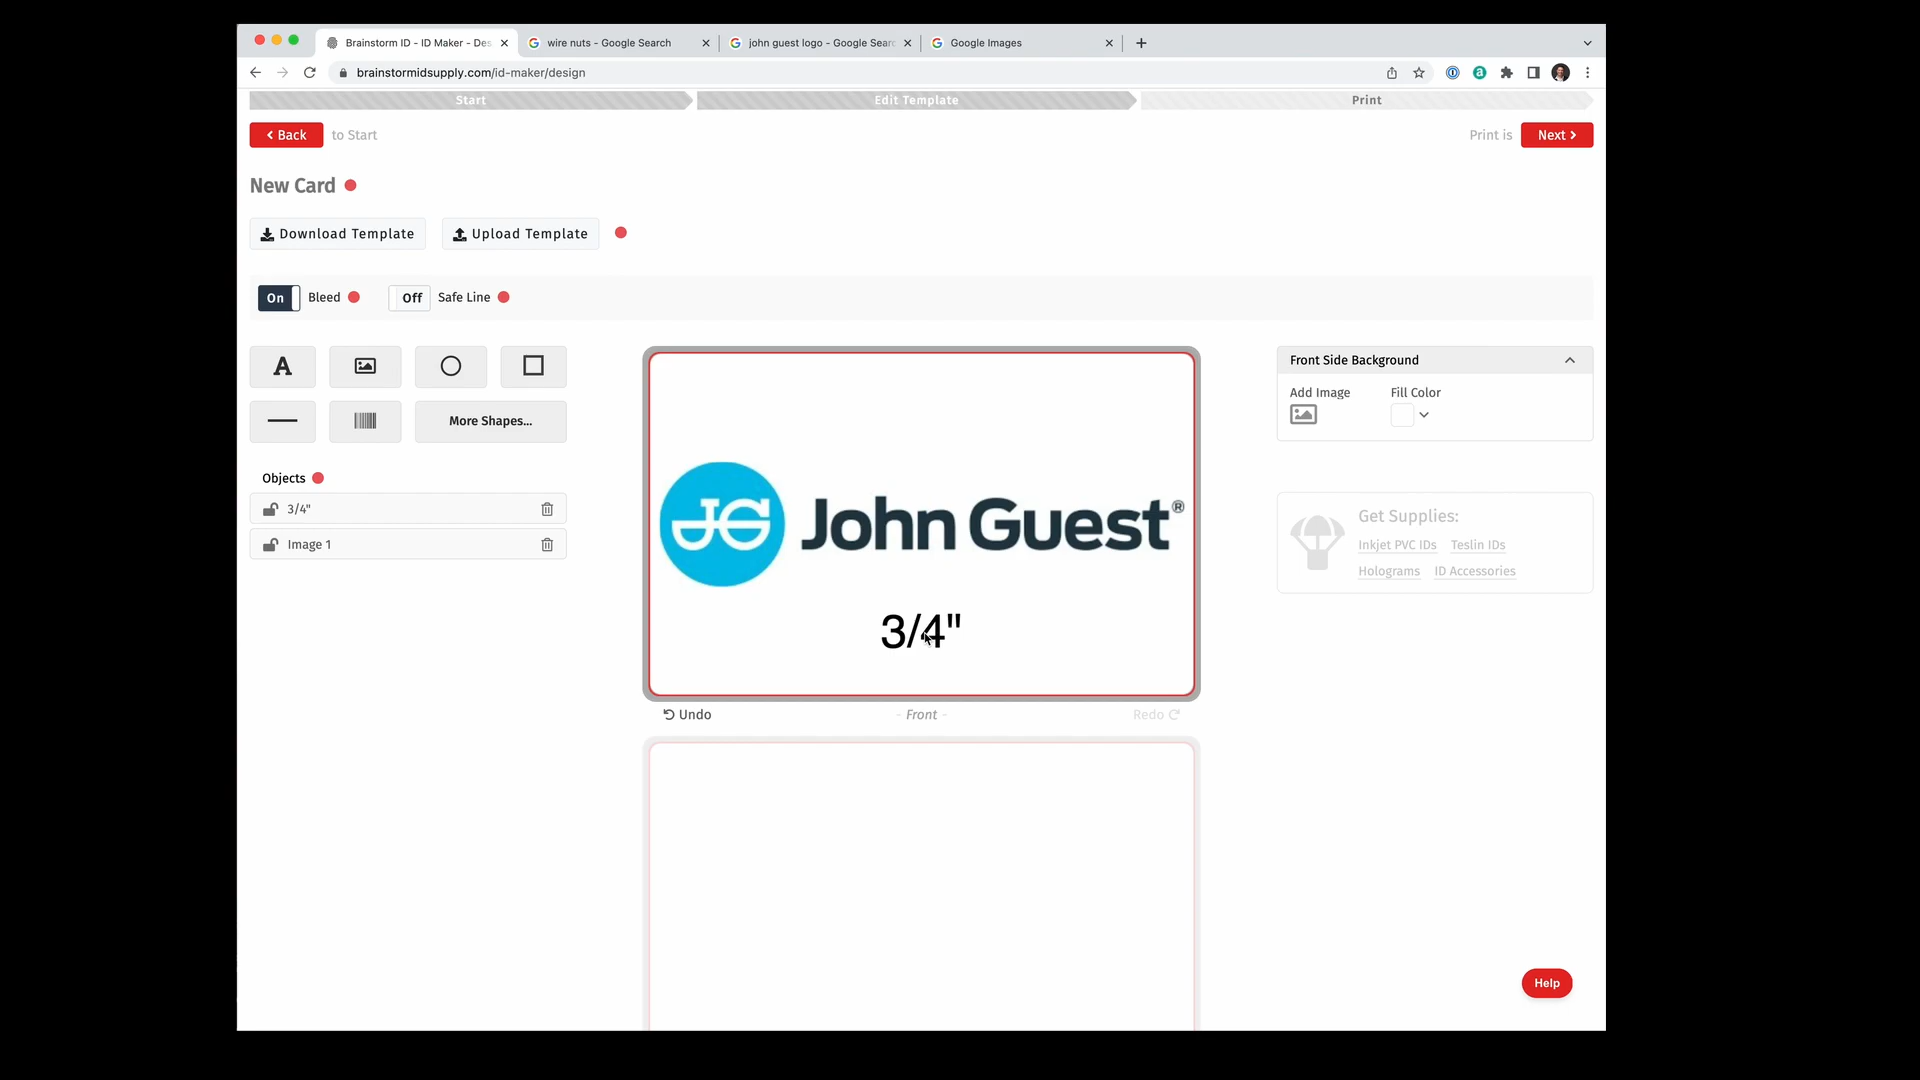 Brainstorm ID - ID Maker - Des
wire nuts - Google Search
john guest logo - Google Searc
Google Images
brainstormidsupply.com/id-maker/design
Start
Edit Template
Print
Back
to Start
Print is
Next
New Card
Download Template
Upload Template
On
Bleed
Off
Safe Line
A
More Shapes...
Objects
3/4"
Image 1
JG John Guest®
3/4"
Undo
- Front -
Redo
Front Side Background
Add Image
Fill Color
Get Supplies:
Inkjet PVC IDs
Teslin IDs
Holograms
ID Accessories
Help